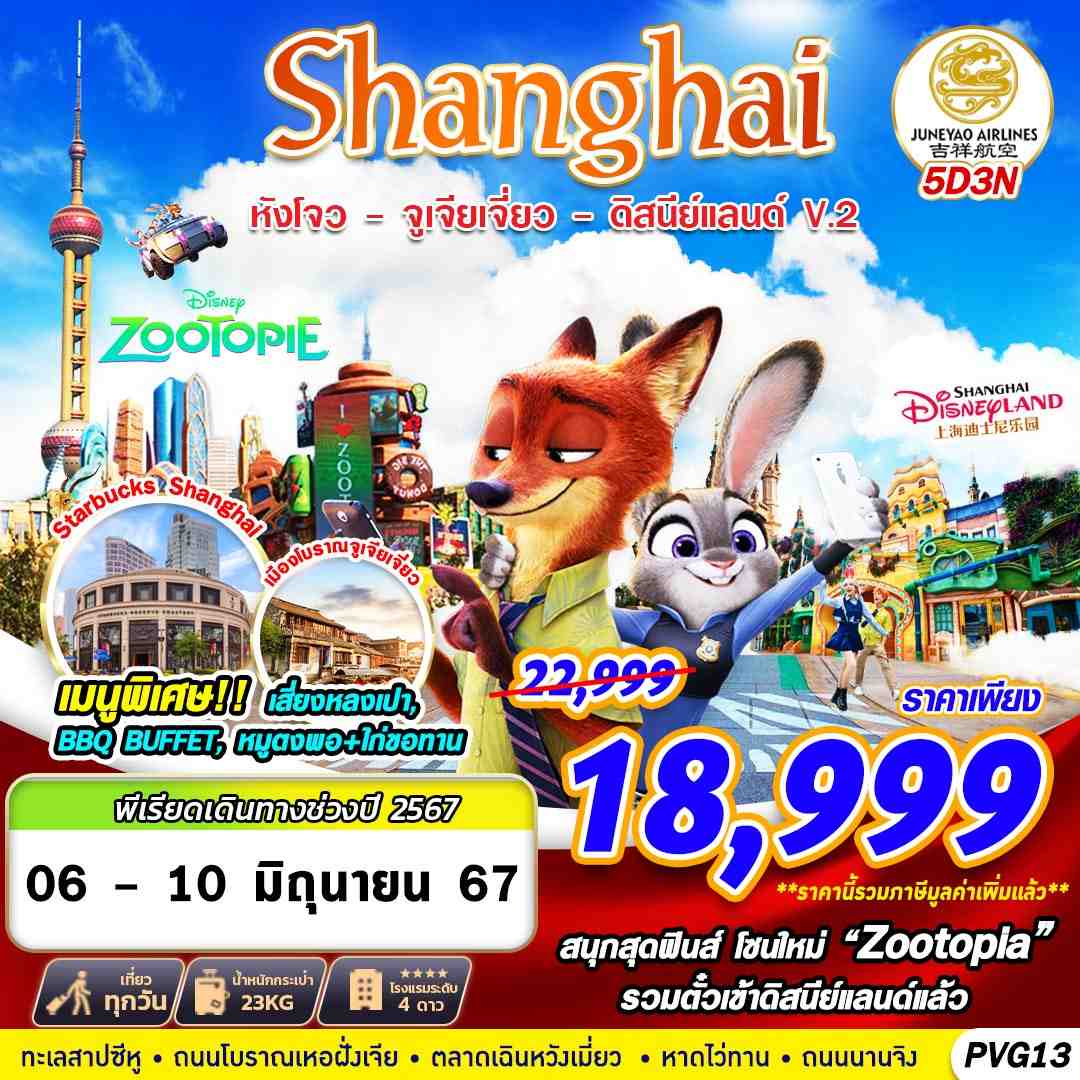 Shanghai
JUNEYAO AIRLINES
吉祥航空
5D3N
หังโจว - จูเจียเจี่ยว - ดิสนีย์แลนด์ V.2
DISNEY
ZOOTOPIE
SHANGHAI
DISNEYLAND
上海迪士尼乐园
I
ZOOT
Starbucks Shanghai
เมืองโบราณจูเจียเจี่ยว
22,999
ราคาเพียง
18,999
เมนูพิเศษ!! เสี่ยงหลงเปา,
BBQ BUFFET, หมูตงพอ+ไก่ขอทาน
พีเรียดเดินทางช่วงปี 2567
06 - 10 มิถุนายน 67
**ราคานี้รวมภาษีมูลค่าเพิ่มแล้ว**
สนุกสุดฟินส์ โซนใหม่ “Zootopia”
รวมตั๋วเข้าดิสนีย์แลนด์แล้ว
เที่ยว
ทุกวัน
น้ำหนักกระเป๋า
23KG
โรงแรมระดับ
4 ดาว
ทะเลสาปซีหู • ถนนโบราณเหอฝั่งเจีย • ตลาดเฉินหวังเมี่ยว • หาดไว่ทาน • ถนนนานจิง
PVG13